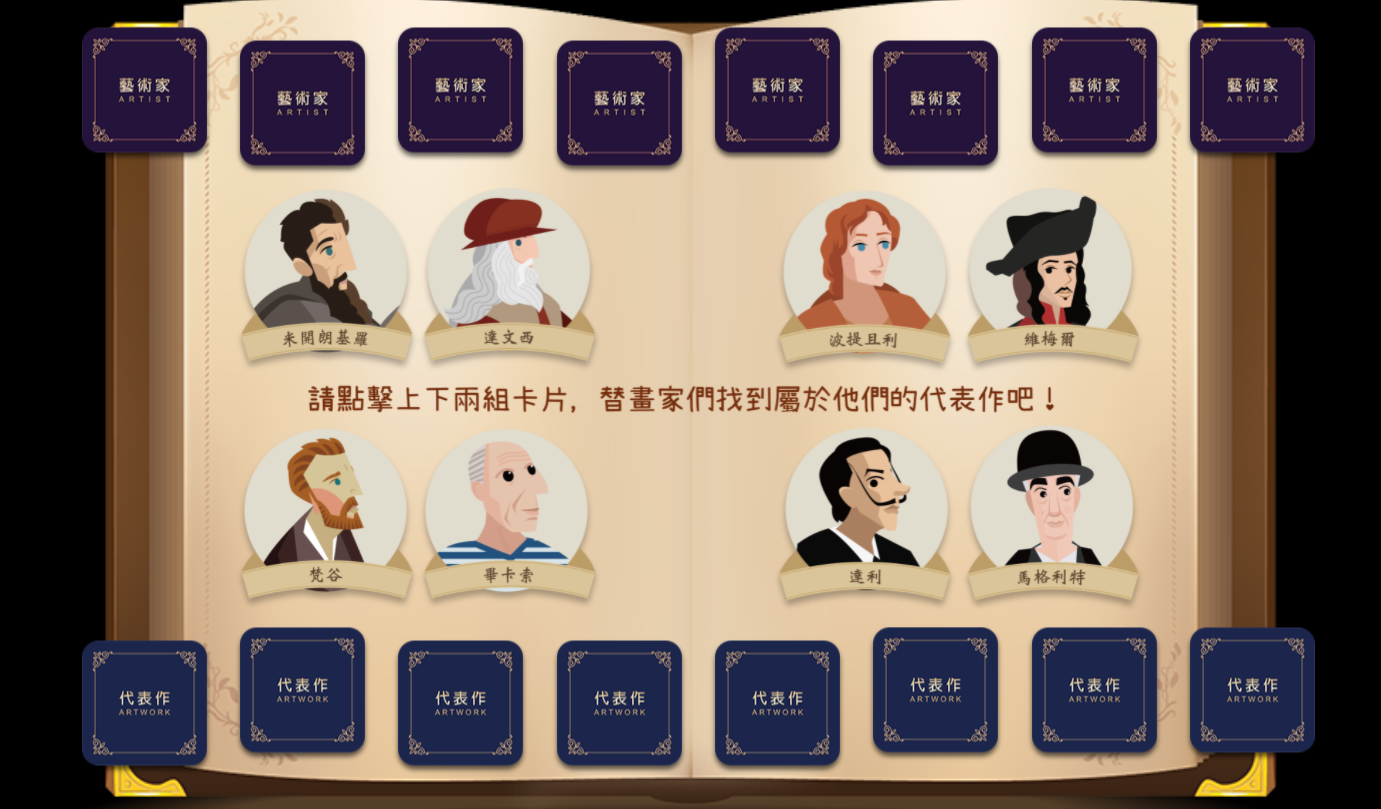 藝術家
ARTIST
藝術家
ARTIST
藝術家
ARTIST
藝術家
ARTIST
藝術家
ARTIST
藝術家
ARTIST
藝術家
ARTIST
藝術家
ARTIST
米開朗基羅
達文西
波提且利
維梅爾
請點擊上下兩組卡片，替畫家們找到屬於他們的代表作吧！
梵谷
畢卡索
達利
馬格利特
代表作
ARTWORK
代表作
ARTWORK
代表作
ARTWORK
代表作
ARTWORK
代表作
ARTWORK
代表作
ARTWORK
代表作
ARTWORK
代表作
ARTWORK